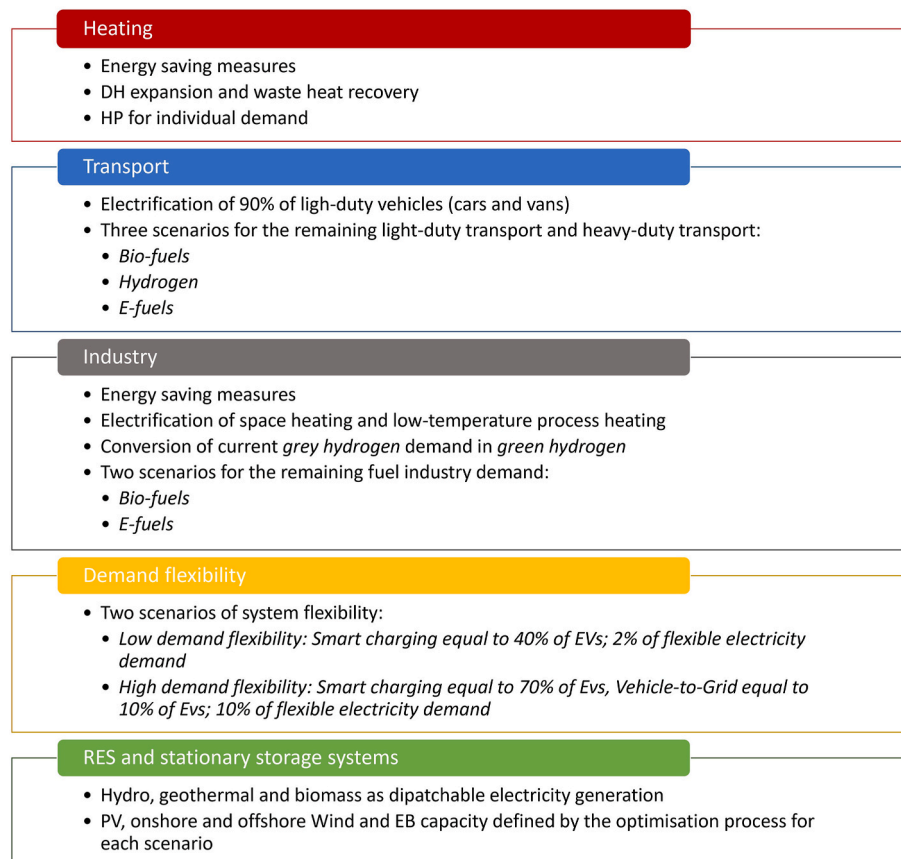 Heating
• Energy saving measures
• DH expansion and waste heat recovery
• HP for individual demand
Transport
• Electrification of 90% of ligh-duty vehicles (cars and vans)
• Three scenarios for the remaining light-duty transport and heavy-duty transport:
• Bio-fuels
• Hydrogen
• E-fuels
Industry
• Energy saving measures
• Electrification of space heating and low-temperature process heating
• Conversion of current grey hydrogen demand in green hydrogen
• Two scenarios for the remaining fuel industry demand:
• Bio-fuels
• E-fuels
Demand flexibility
• Two scenarios of system flexibility:
• Low demand flexibility: Smart charging equal to 40% of EVs; 2% of flexible electricity
demand
• High demand flexibility: Smart charging equal to 70% of Evs, Vehicle-to-Grid equal to
10% of Evs; 10% of flexible electricity demand
RES and stationary storage systems
• Hydro, geothermal and biomass as dipatchable electricity generation
• PV, onshore and offshore Wind and EB capacity defined by the optimisation process for
each scenario